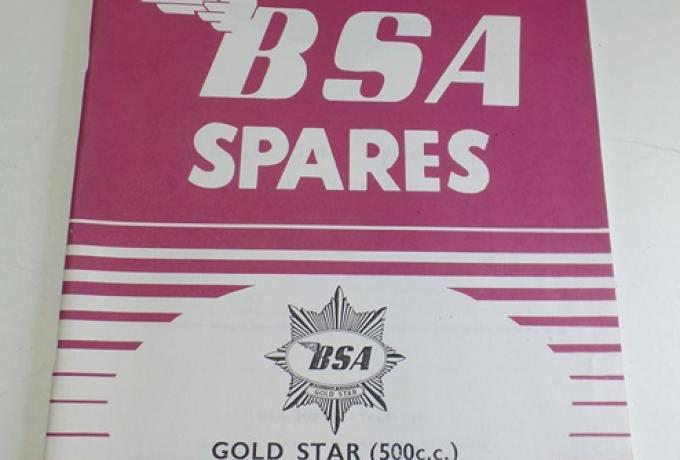 BSA
SPARES
BSA
GOLD STAR
GOLD STAR (500c.c.)